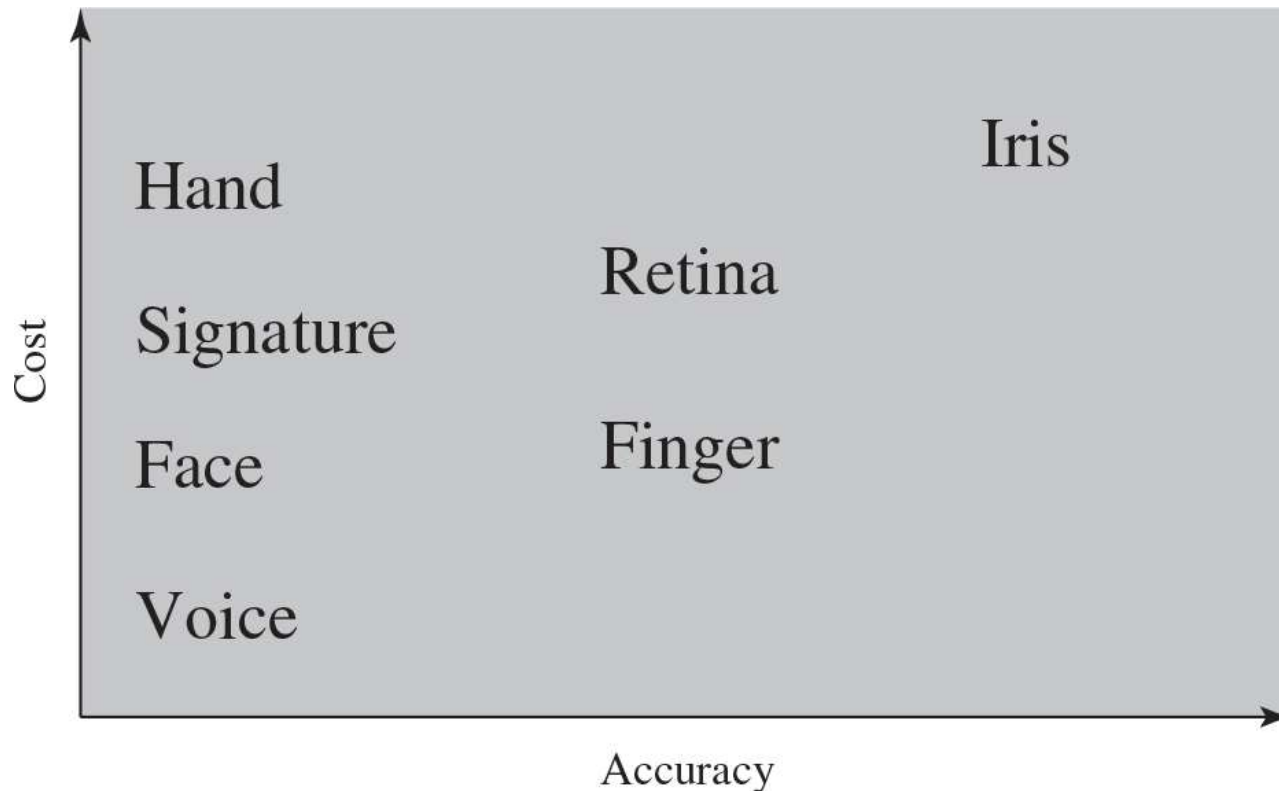 Iris
Hand
Retina
Signature
Cost
Finger
Face
Voice
Accuracy